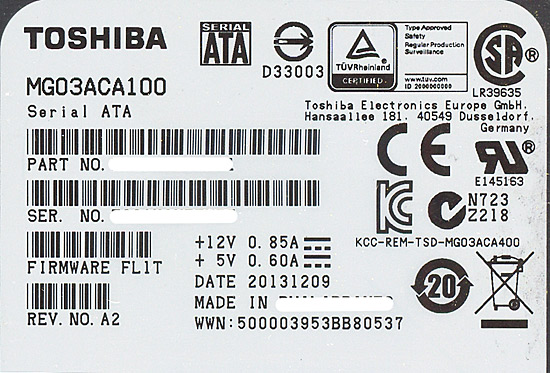 TOSHIBA
SERIAL
ATA
D33003
TÜVRheinland
CERTIFIED
Type Approved
Safety
Regular Production
Surveillance
www.tuv.com
ID 2000000000
SA
®
LR39635
MG03ACA100
Serial ATA
Toshiba Electronics Europe GmbH.
Hansaallee 181. 40549 Dusseldorf.
Germany
PART NO.
CE
®
E145163
SER. NO.
N723
Z218
KCC-REM-TSD-MG03ACA400
+12V 0.85A
+ 5V 0.60A
FIRMWARE FL1T
DATE 20131209
20
MADE IN
REV. NO. A2
WWN:500003953BB80537